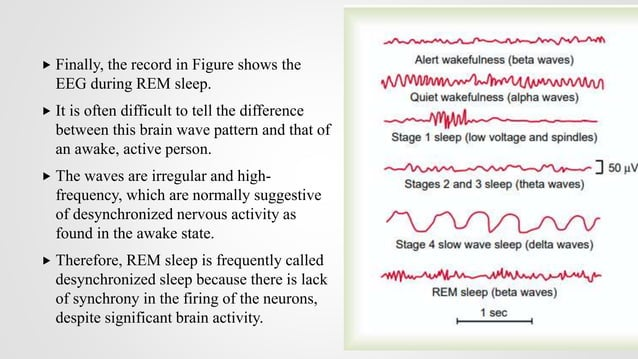 Finally, the record in Figure shows the
EEG during REM sleep.
It is often difficult to tell the difference
between this brain wave pattern and that of
an awake, active person.
The waves are irregular and high-
frequency, which are normally suggestive
of desynchronized nervous activity as
found in the awake state.
Therefore, REM sleep is frequently called
desynchronized sleep because there is lack
of synchrony in the firing of the neurons,
despite significant brain activity.
Alert wakefulness (beta waves)
Quiet wakefulness (alpha waves)
Stage 1 sleep (low voltage and spindles)
50 μV
Stages 2 and 3 sleep (theta waves)
Stage 4 slow wave sleep (delta waves)
REM sleep (beta waves)
1 sec